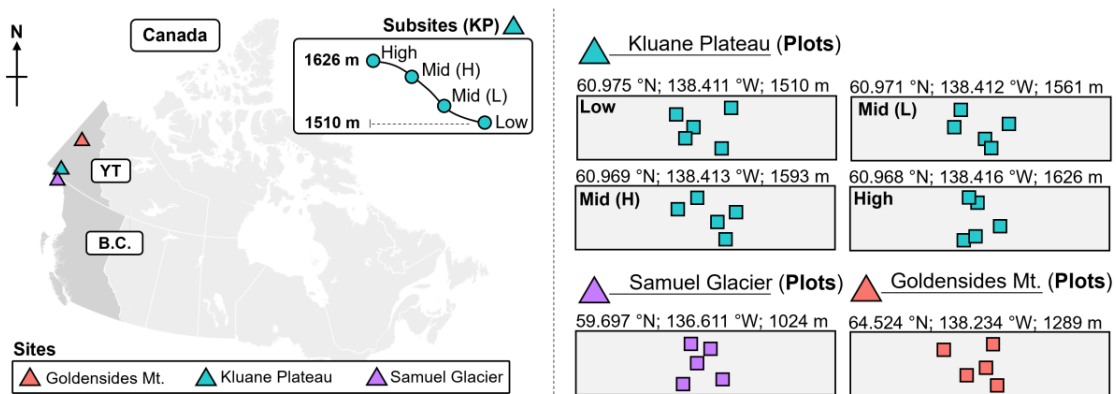 N
Canada
Subsites (KP)
1626 m
High
Mid (H)
Mid (L)
1510 m
Low
YT
B.C.
Sites
Goldensides Mt.
Kluane Plateau
Samuel Glacier
Kluane Plateau (Plots)
60.975 °N; 138.411 °W; 1510 m
Low
60.971 °N; 138.412 °W; 1561 m
Mid (L)
60.969 °N; 138.413 °W; 1593 m
Mid (H)
60.968 °N; 138.416 °W; 1626 m
High
Samuel Glacier (Plots)
59.697 °N; 136.611 °W; 1024 m
Goldensides Mt. (Plots)
64.524 °N; 138.234 °W; 1289 m